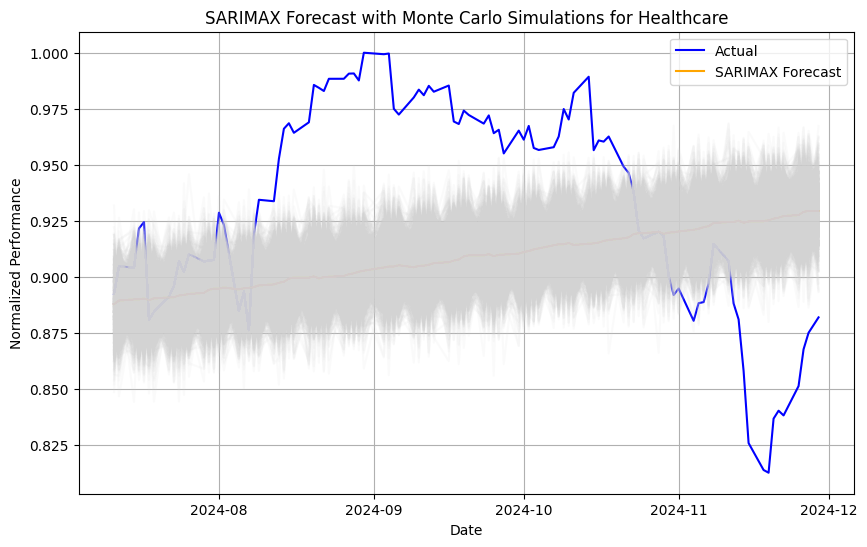 SARIMAX Forecast with Monte Carlo Simulations for Healthcare
Actual
SARIMAX Forecast
Normalized Performance
1.000
0.975
0.950
0.925
0.900
0.875
0.850
0.825
2024-08
2024-09
2024-10
2024-11
2024-12
Date